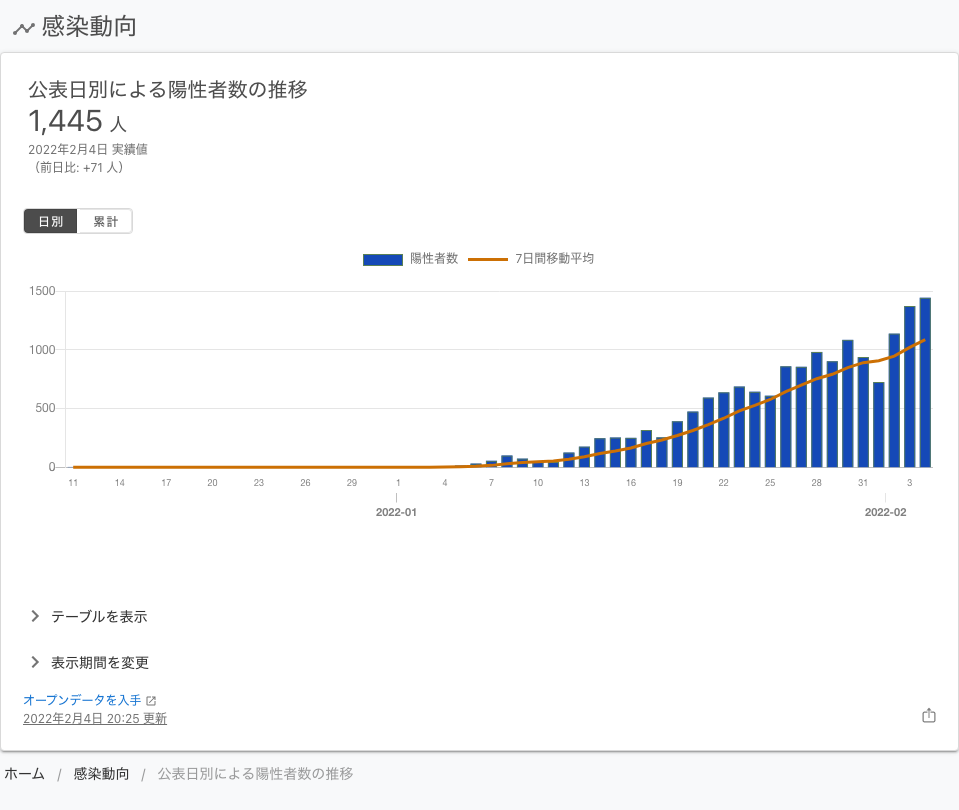 感染動向
公表日別による陽性者数の推移
1,445 人
2022年2月4日 実績値
（前日比: +71 人）
日別 累計
陽性者数 7日間移動平均
1500
1000
500
0
11 14 17 20 23 26 29 1 4 7 10 13 16 19 22 25 28 31 3
2022-01 2022-02
テーブルを表示
表示期間を変更
オープンデータを入手
2022年2月4日 20:25 更新
ホーム / 感染動向 / 公表日別による陽性者数の推移